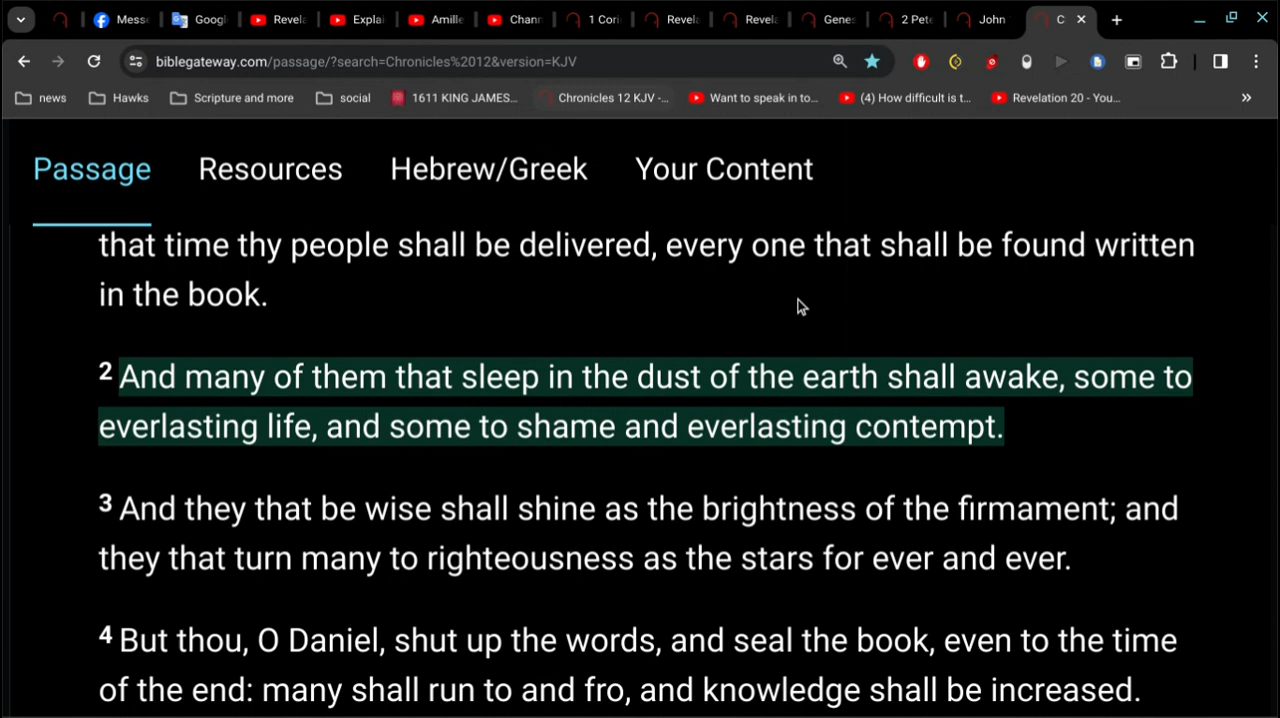 Messe
Googl
Revela
Explai
Amille
Chann
1 Cori
Revela
Revela
Genes
2 Pete
John
C
biblegateway.com/passage/?search=Chronicles%2012&version=KJV
news
Hawks
Scripture and more
social
1611 KING JAMES...
Chronicles 12 KJV -...
Want to speak in to...
(4) How difficult is t...
Revelation 20 - You...
Passage
Resources
Hebrew/Greek
Your Content
that time thy people shall be delivered, every one that shall be found written
in the book.
2 And many of them that sleep in the dust of the earth shall awake, some to
everlasting life, and some to shame and everlasting contempt.
3 And they that be wise shall shine as the brightness of the firmament; and
they that turn many to righteousness as the stars for ever and ever.
4 But thou, O Daniel, shut up the words, and seal the book, even to the time
of the end: many shall run to and fro, and knowledge shall be increased.